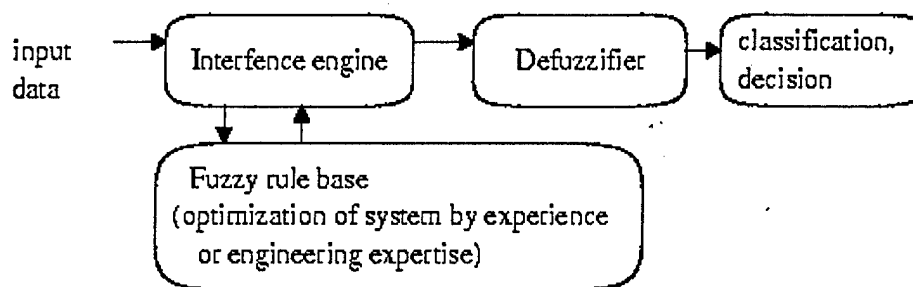 input
data
Interfence engine
Defuzzifier
classification,
decision
Fuzzy rule base
(optimization of system by experience
or engineering expertise)